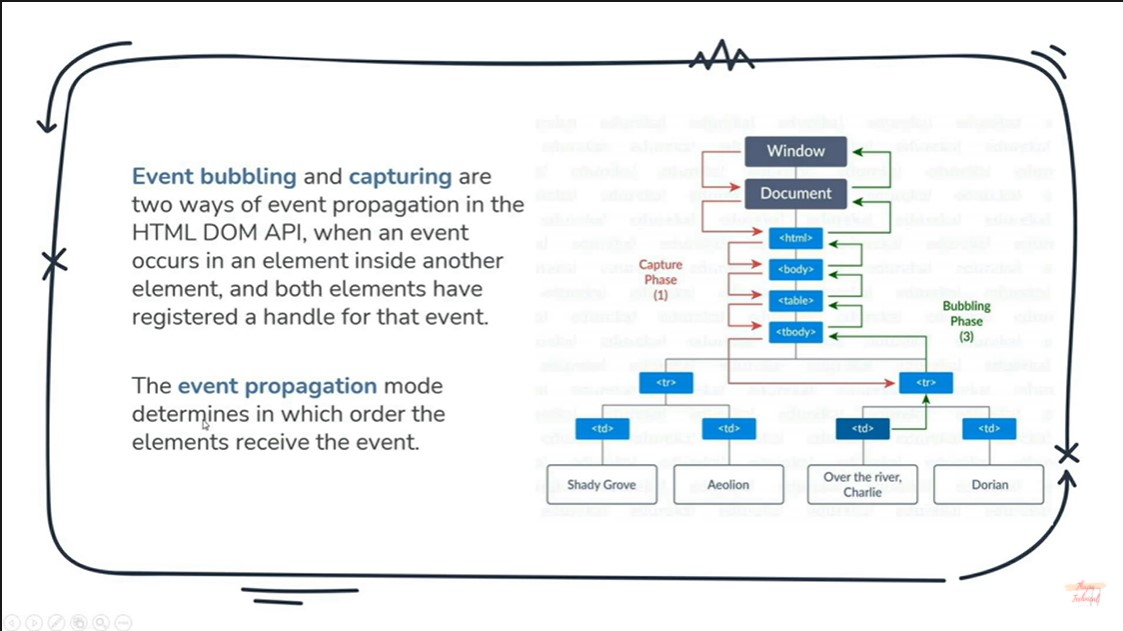 Event bubbling and capturing are
two ways of event propagation in the
HTML DOM API, when an event
occurs in an element inside another
element, and both elements have
registered a handle for that event.
The event propagation mode
determines in which order the
elements receive the event.
Window
Document
<html>
<body>
<table>
<tbody>
Capture
Phase
(1)
Bubbling
Phase
(3)
<tr>
<tr>
<td>
<td>
<td>
<td>
Shady Grove
Aeolion
Over the river,
Charlie
Dorian